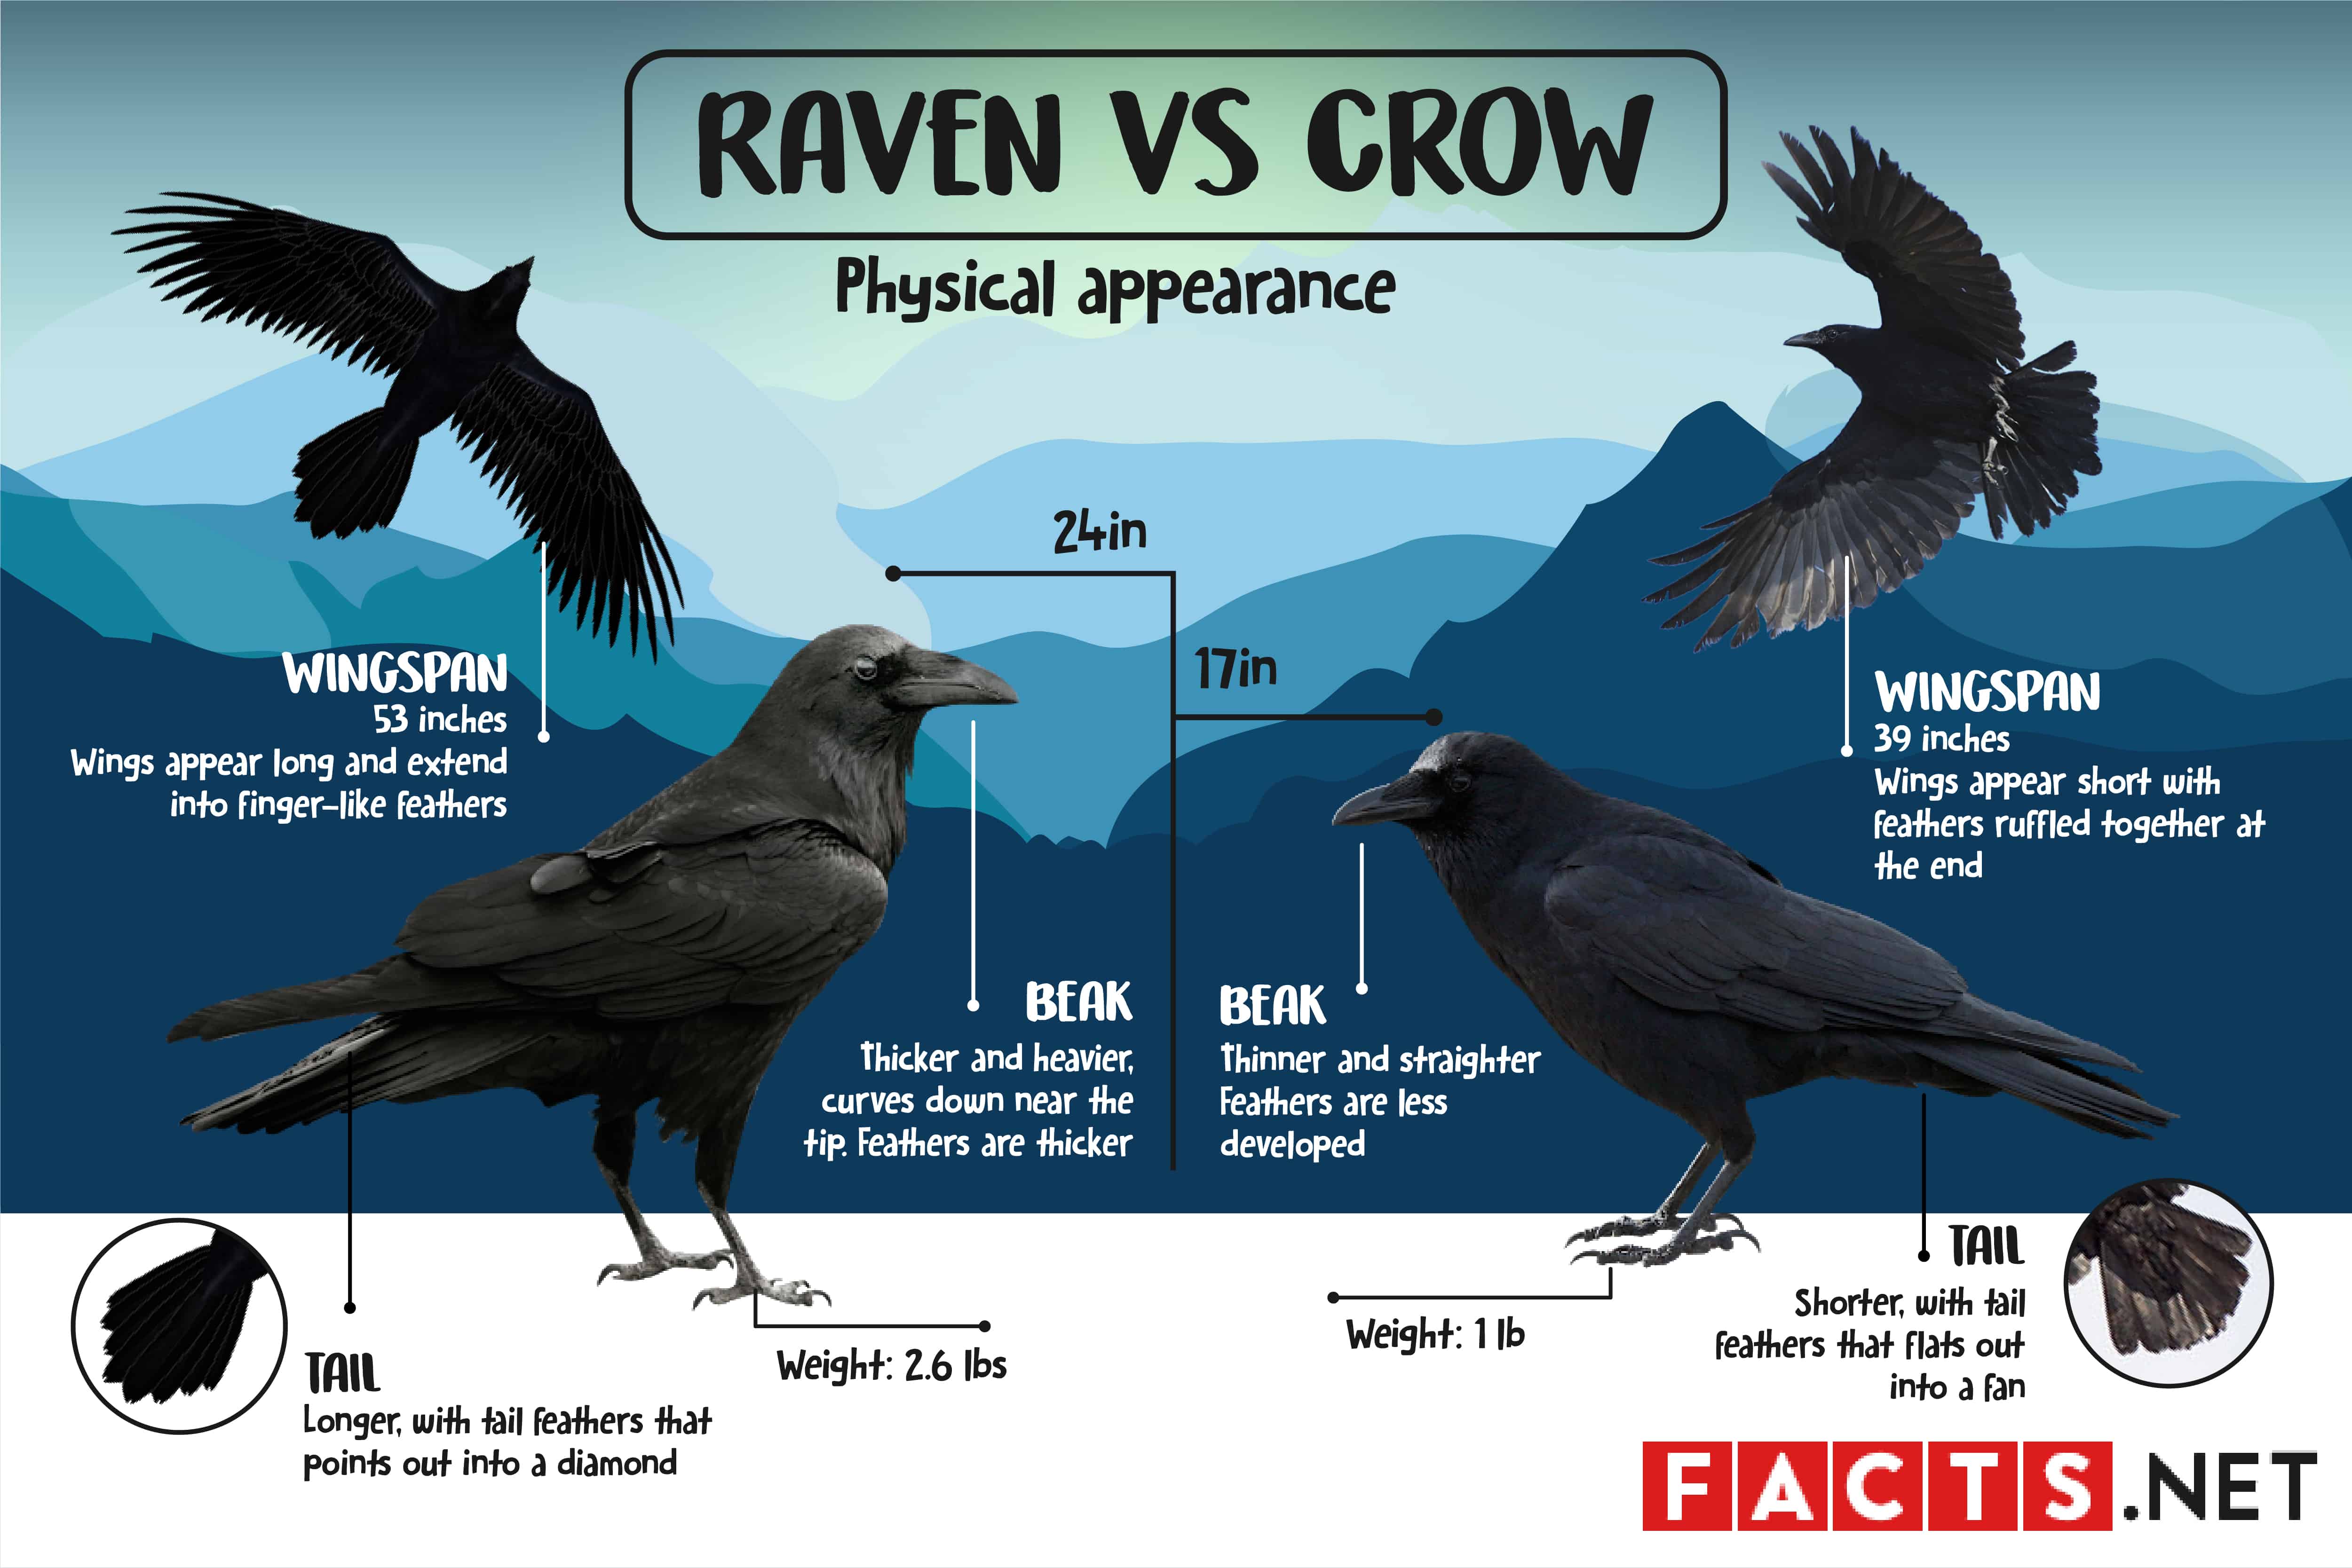 RAVEN VS CROW
Physical appearance
24in
17in
WINGSPAN
53 inches
Wings appear long and extend
into finger-like feathers
WINGSPAN
39 inches
Wings appear short with
feathers ruffled together at
the end
BEAK
Thicker and heavier,
curves down near the
tip. Feathers are thicker
BEAK
Thinner and straighter
Feathers are less
developed
TAIL
Longer, with tail feathers that
points out into a diamond
Weight: 2.6 lbs
Weight: 1 lb
TAIL
Shorter, with tail
feathers that flats out
into a fan
FACTS.NET